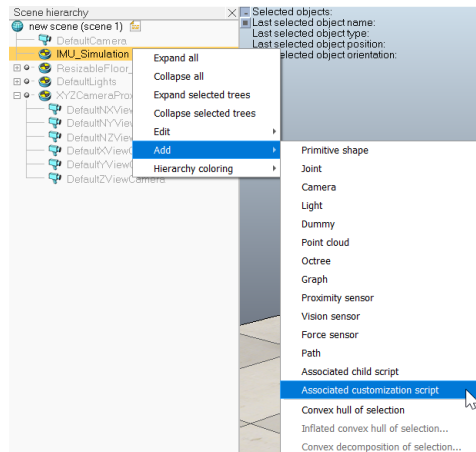 Scene hierarchy
new scene (scene 1)
DefaultCamera
IMU_Simulation
ResizableFloor_
DefaultLights
XYZCameraProx
DefaultNXView
DefaultNYView
DefaultNZView
DefaultXViewC
DefaultYViewC
DefaultZViewCamera
Selected objects:
Last selected object name:
Last selected object type:
Last selected object position:
elected object orientation:
Expand all
Collapse all
Expand selected trees
Collapse selected trees
Edit
Add
Hierarchy coloring
Primitive shape
Joint
Camera
Light
Dummy
Point cloud
Octree
Graph
Proximity sensor
Vision sensor
Force sensor
Path
Associated child script
Associated customization script
Convex hull of selection
Inflated convex hull of selection...
Convex decomposition of selection...